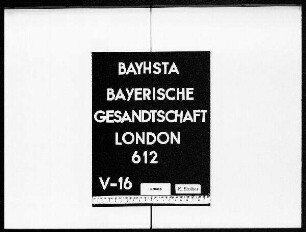 BAYHSTA
BAYERISCHE
GESANDTSCHAFT
LONDON
612
V-16